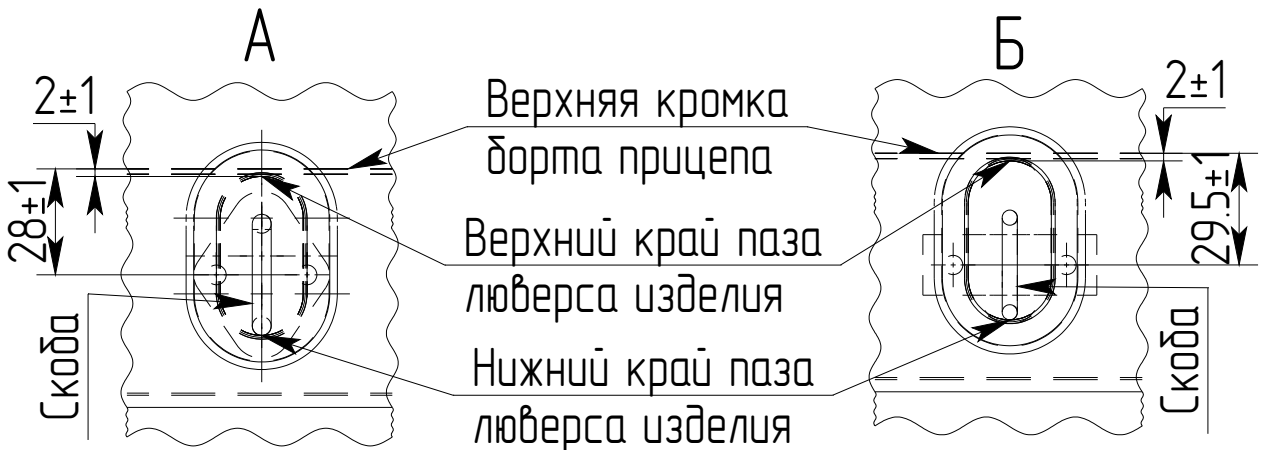 А
Б
2±1
Верхняя кромка
борта прицепа
2±1
28±1
29.5±1
Верхний край паза
люверса изделия
Скоба
Скоба
Нижний край паза
люверса изделия